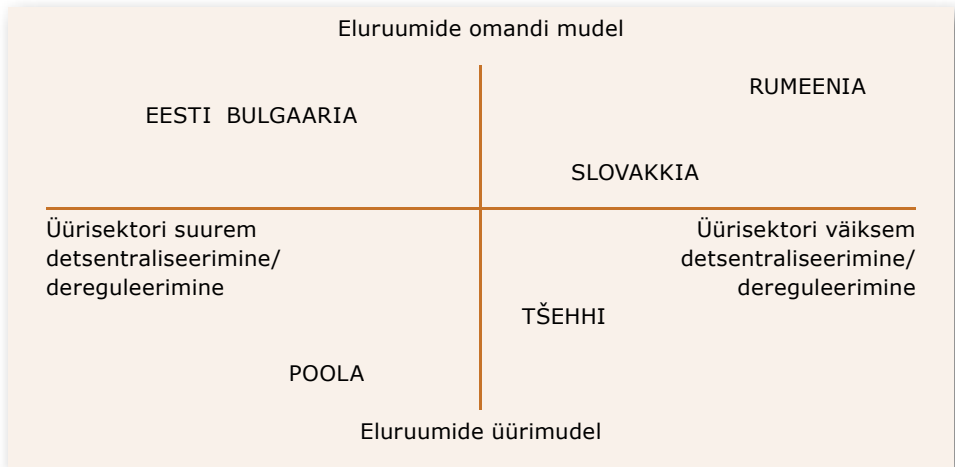 Eluruumide omandi mudel
RUMEENIA
EESTI BULGAARIA
SLOVAKKIA
Üürisektori suurem
detsentraliseerimine/
dereguleerimine
Üürisektori väiksem
detsentraliseerimine/
dereguleerimine
TŠEHHI
POOLA
Eluruumide üürimudel